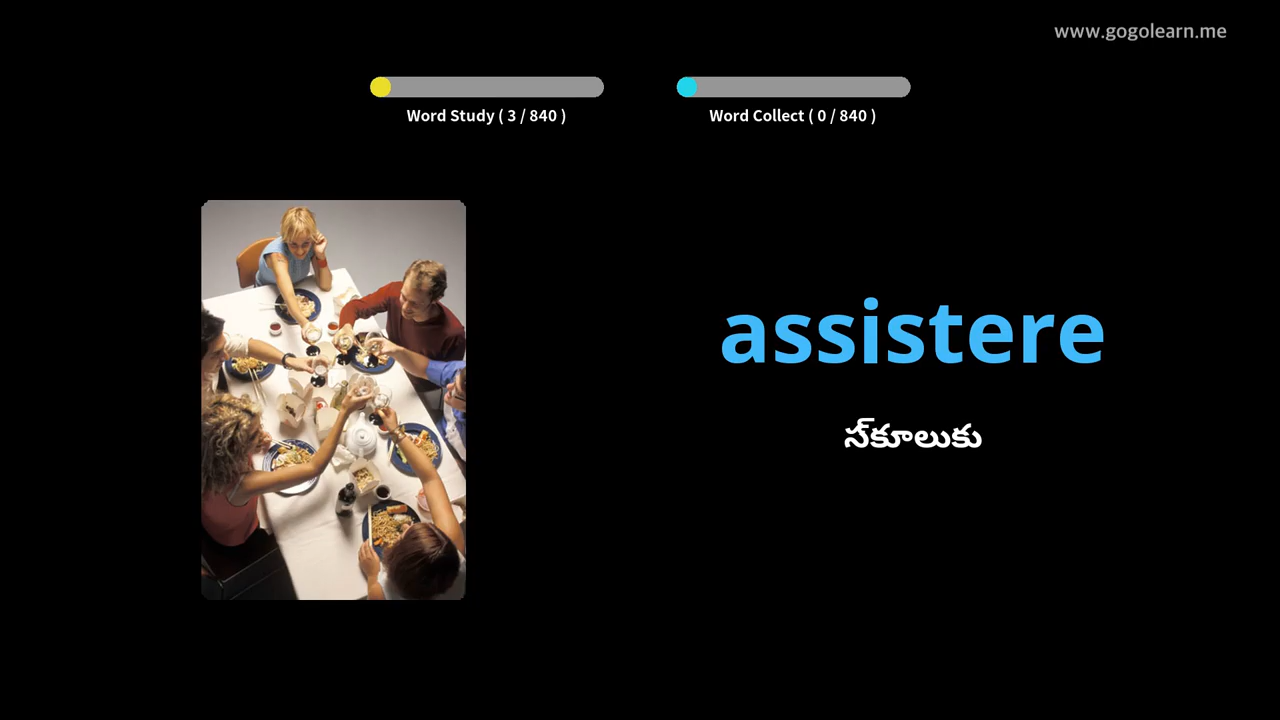 www.gogolearn.me
Word Study ( 3 / 840 )
Word Collect ( 0 / 840 )
assistere
స్‌కూలుకు